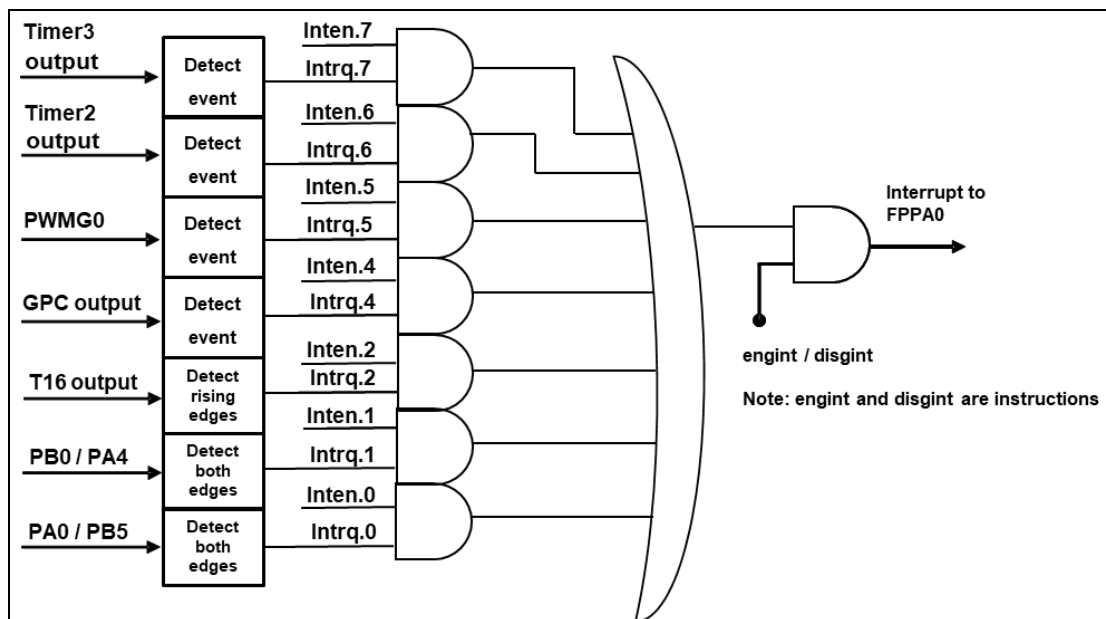 Timer3
output
Detect
event
Inten.7
Intrq.7
Timer2
output
Detect
event
Inten.6
Intrq.6
PWMG0
Detect
event
Inten.5
Intrq.5
GPC output
Detect
event
Inten.4
Intrq.4
T16 output
Detect
rising
edges
Inten.2
Intrq.2
PB0 / PA4
Detect
both
edges
Inten.1
Intrq.1
PA0 / PB5
Detect
both
edges
Inten.0
Intrq.0
Interrupt to
FPPA0
engint / disgint
Note: engint and disgint are instructions